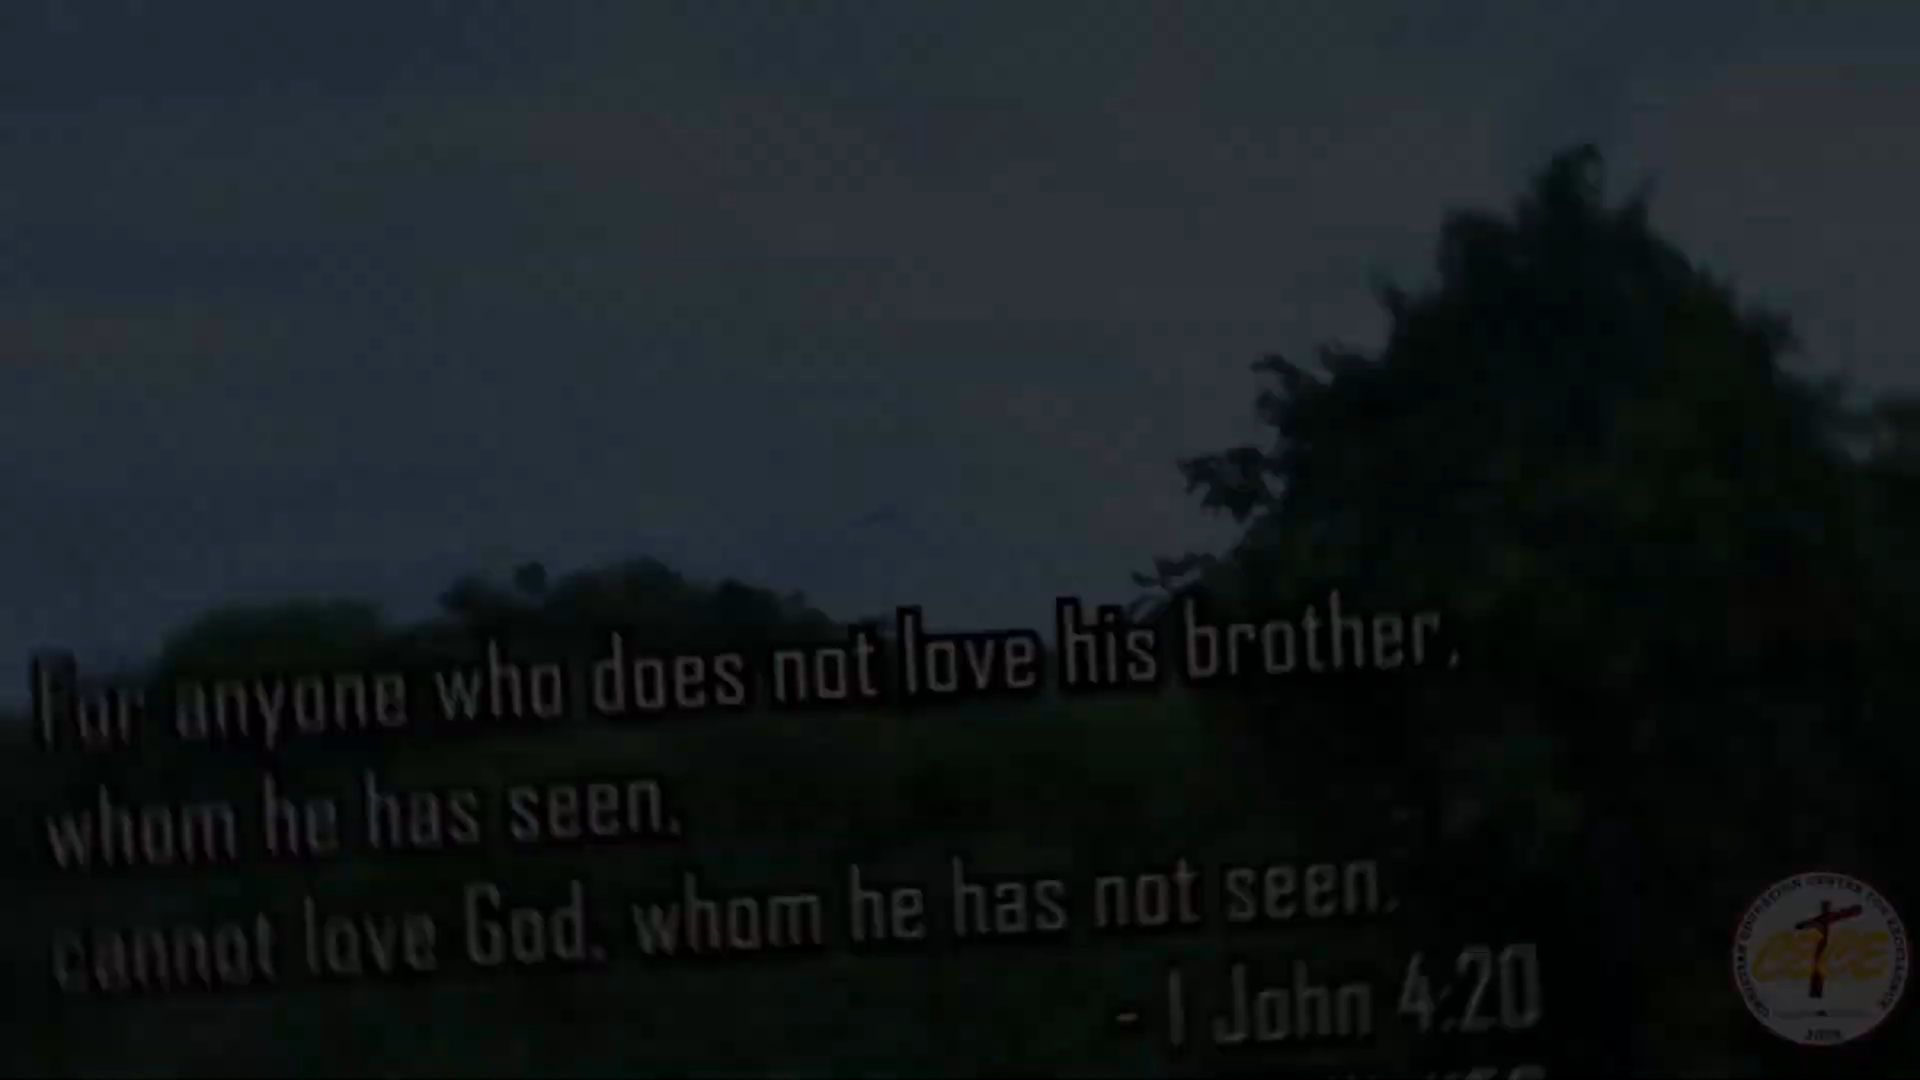 For anyone who does not love his brother,
whom he has seen,
cannot love God, whom he has not seen.
- I John 4:20
CECE